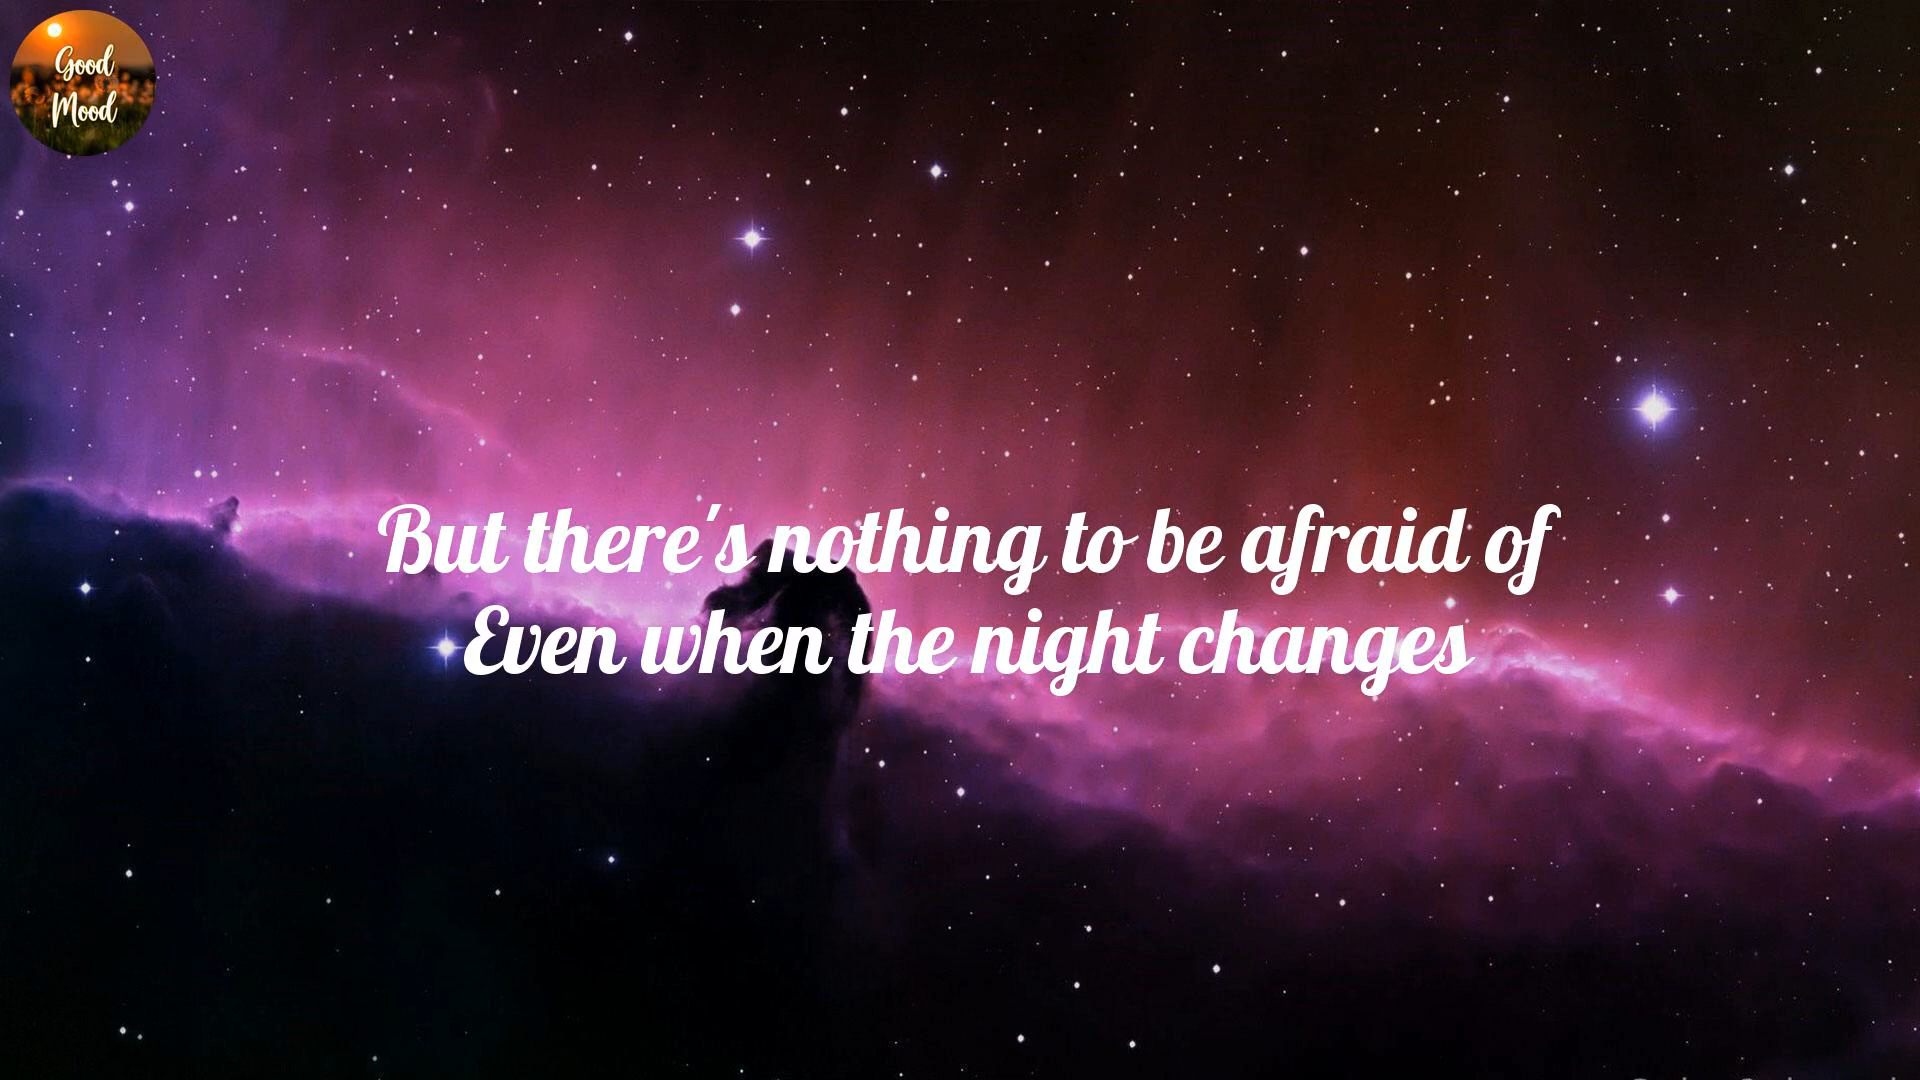 Good
Mood
But there's nothing to be afraid of
Even when the night changes